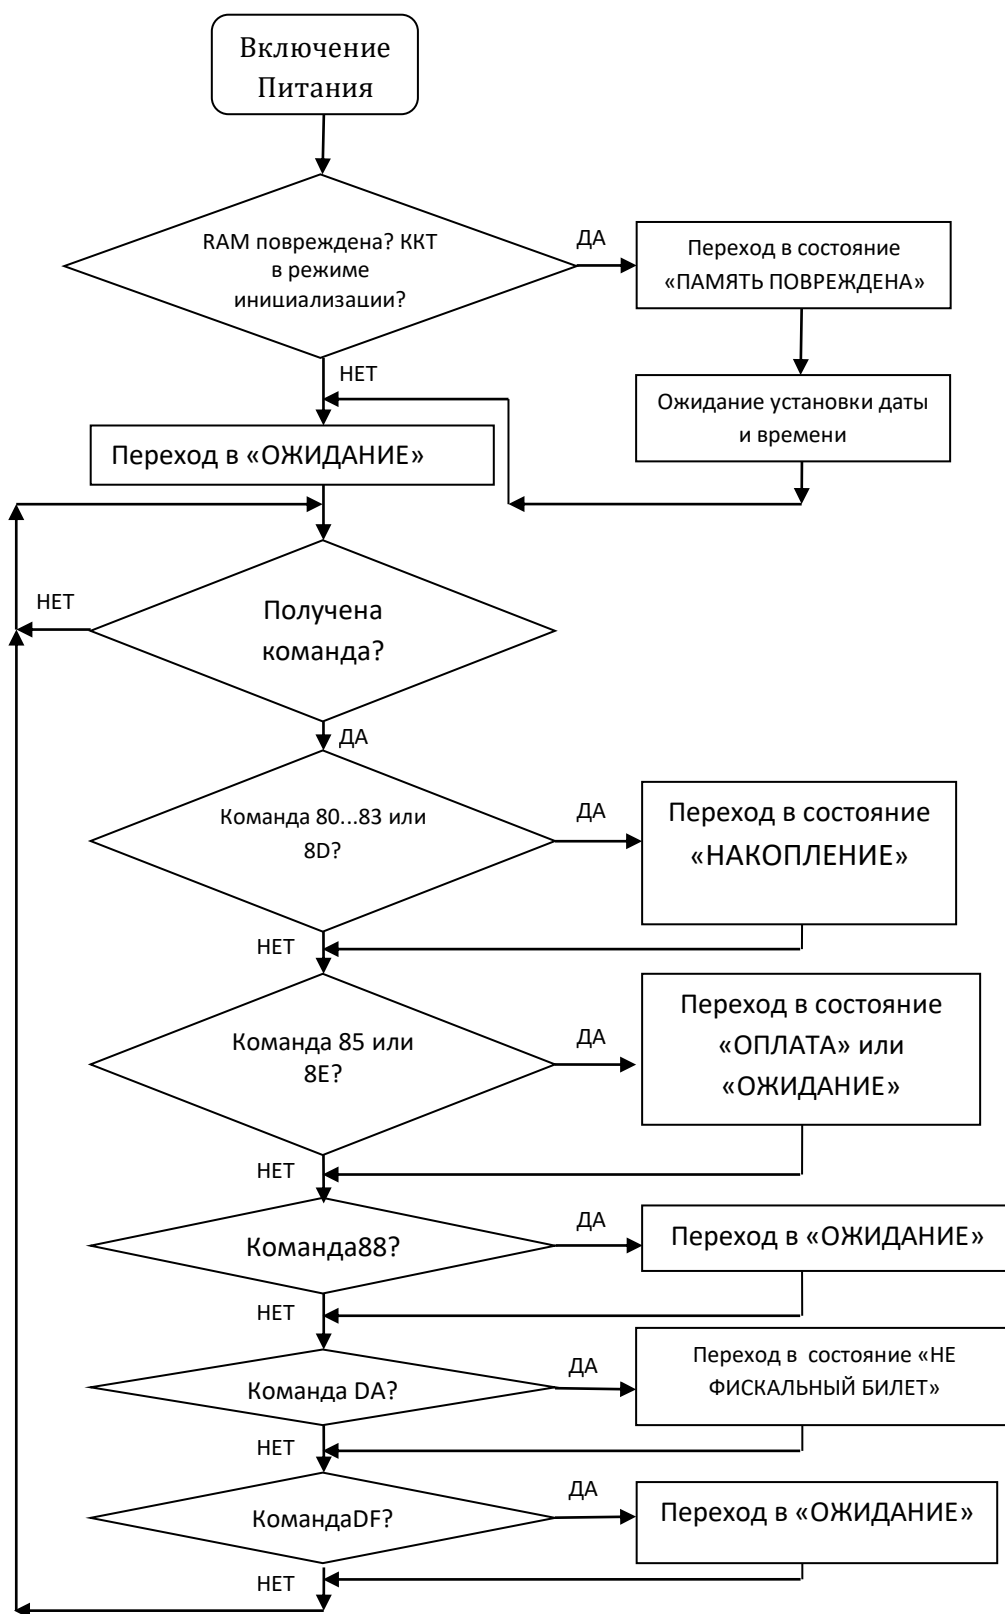 Включение
Питания
RAM повреждена? ККТ
в режиме
инициализации?
ДА
Переход в состояние
«ПАМЯТЬ ПОВРЕЖДЕНА»
НЕТ
Ожидание установки даты
и времени
Переход в «ОЖИДАНИЕ»
НЕТ
Получена
команда?
ДА
Команда 80...83 или
8D?
ДА
Переход в состояние
«НАКОПЛЕНИЕ»
НЕТ
Команда 85 или
8E?
ДА
Переход в состояние
«ОПЛАТА» или
«ОЖИДАНИЕ»
НЕТ
Команда88?
ДА
Переход в «ОЖИДАНИЕ»
НЕТ
Команда DA?
ДА
Переход в состояние «НЕ
ФИСКАЛЬНЫЙ БИЛЕТ»
НЕТ
КомандаDF?
ДА
Переход в «ОЖИДАНИЕ»
НЕТ